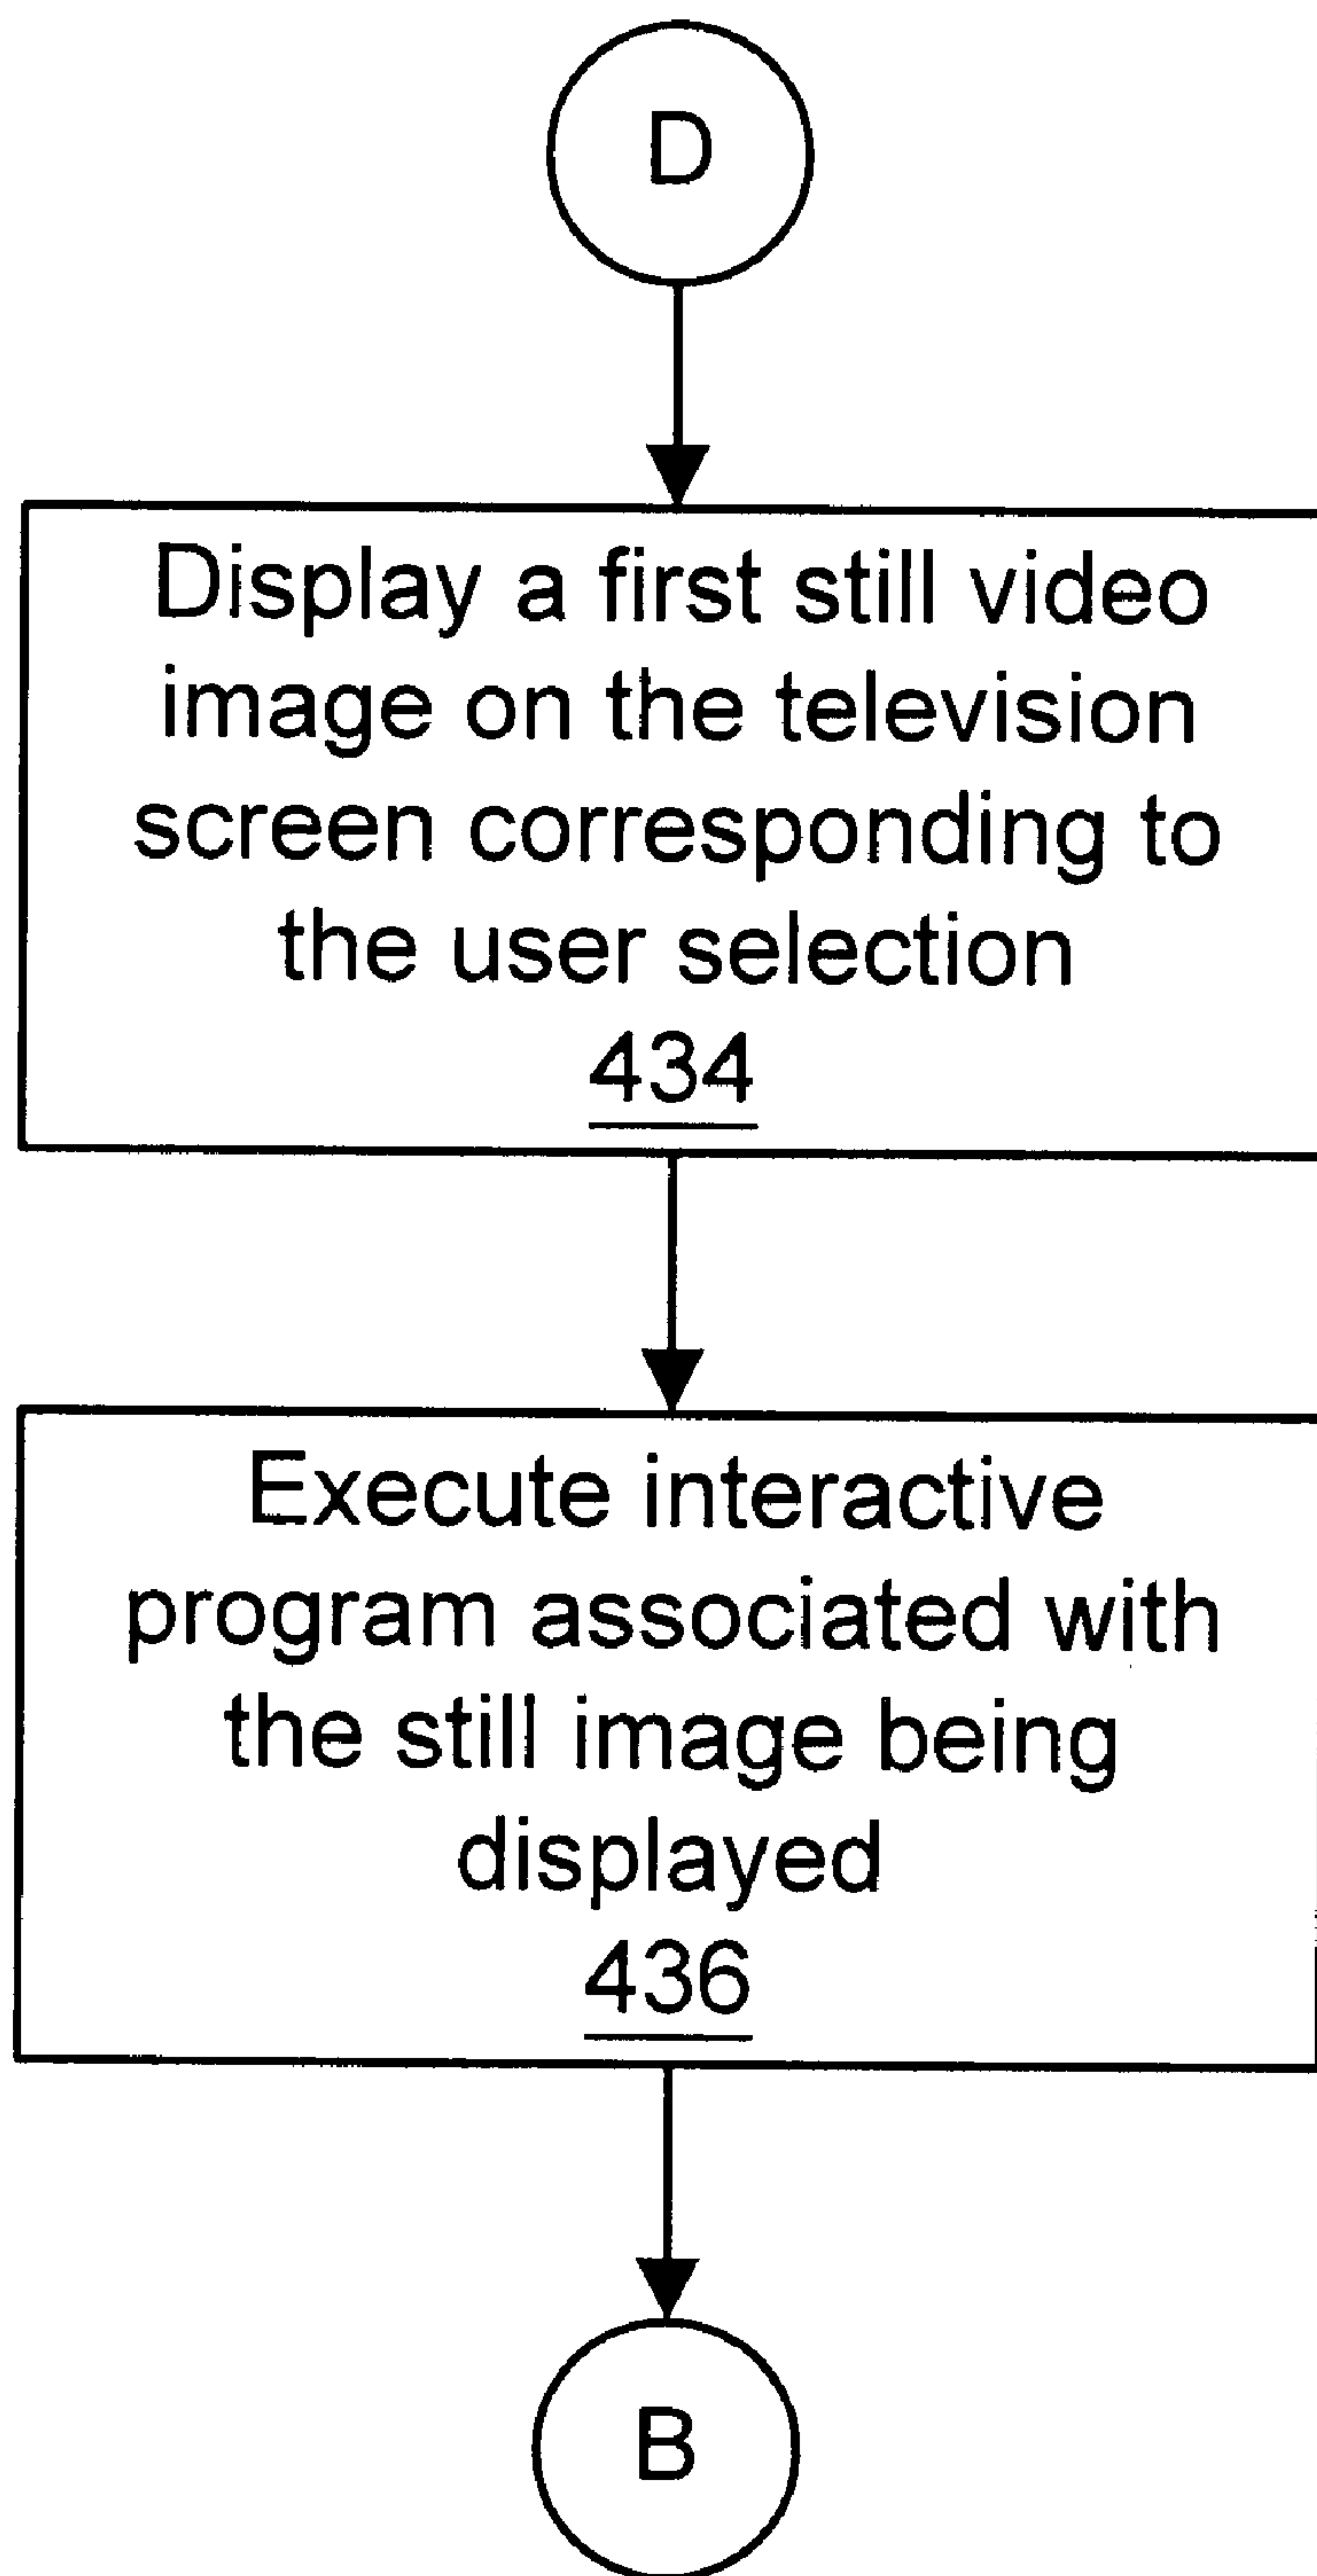 D
Display a first still video
image on the television
screen corresponding to
the user selection
434
Execute interactive
program associated with
the still image being
displayed
436
B